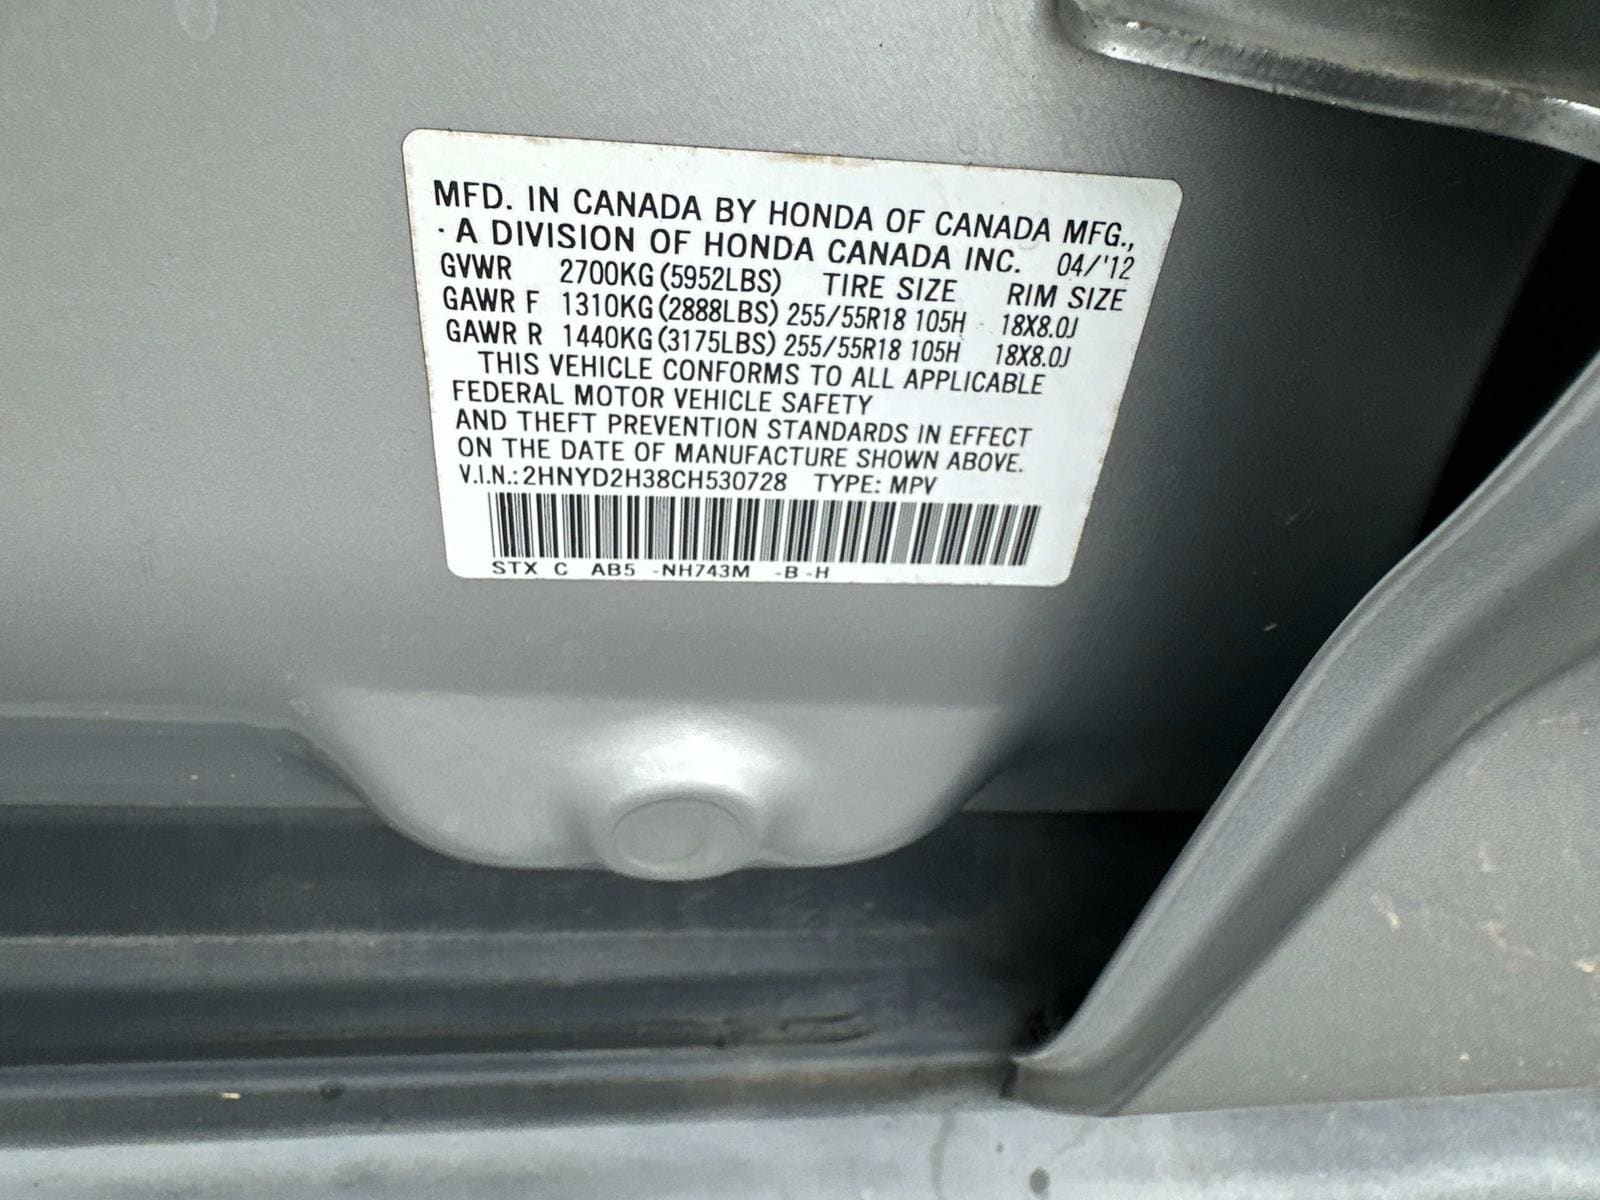 MFD. IN CANADA BY HONDA OF CANADA MFG.,
A DIVISION OF HONDA CANADA INC. 04/'12
GVWR 2700KG (5952LBS) TIRE SIZE RIM SIZE
GAWR F 1310KG (2888LBS) 255/55R18 105H 18X8.0J
GAWR R 1440KG (3175LBS) 255/55R18 105H 18X8.0J
THIS VEHICLE CONFORMS TO ALL APPLICABLE
FEDERAL MOTOR VEHICLE SAFETY
AND THEFT PREVENTION STANDARDS IN EFFECT
ON THE DATE OF MANUFACTURE SHOWN ABOVE.
V.I.N.: 2HNYD2H38CH530728 TYPE: MPV
STX C AB5 -NH743M -B -H